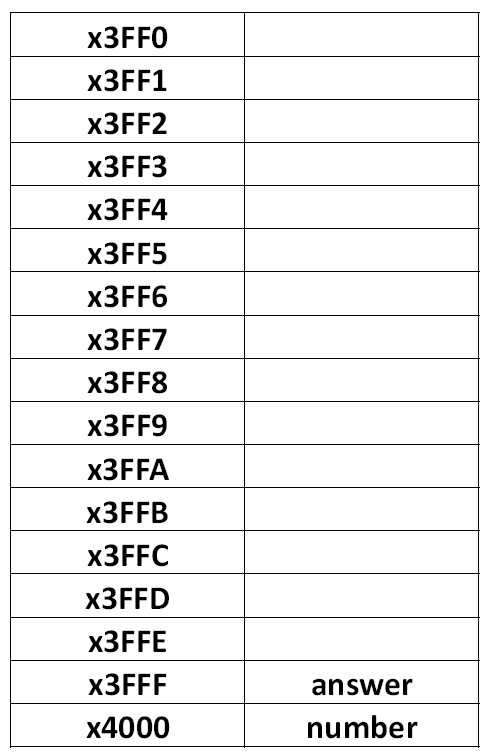 x3FF0
x3FF1
x3FF2
x3FF3
x3FF4
x3FF5
x3FF6
x3FF7
x3FF8
x3FF9
x3FFA
x3FFB
x3FFC
x3FFD
x3FFE
x3FFF answer
x4000 number